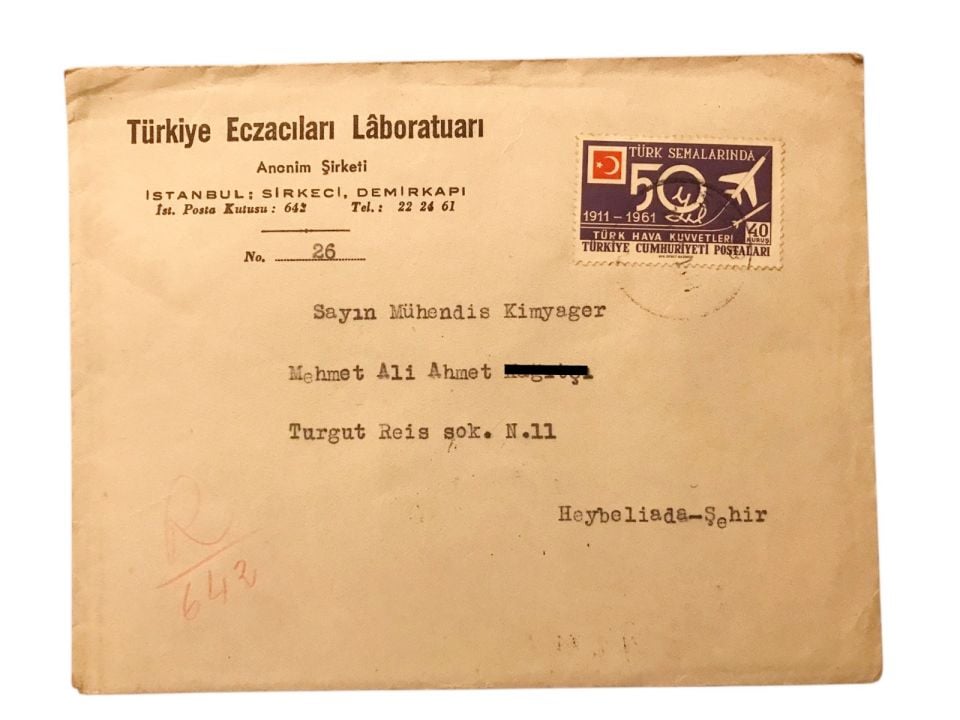 Türkiye Eczacıları Lâboratuarı
Anonim Şirketi
İSTANBUL; SİRKECİ, DEMİRKAPI
İst. Posta Kutusu: 642 Tel.: 22 24 61
No. 26
TÜRK SEMALARINDA
50
yıl
1911-1961
TÜRK HAVA KUVVETLERİ
40
KURUŞ
TÜRKİYE CUMHURİYETİ POSTALARI
Sayın Mühendis Kimyager
Mehmet Ali Ahmet
Turgut Reis şok. N.11
Heybeliada-Şehir
R
642